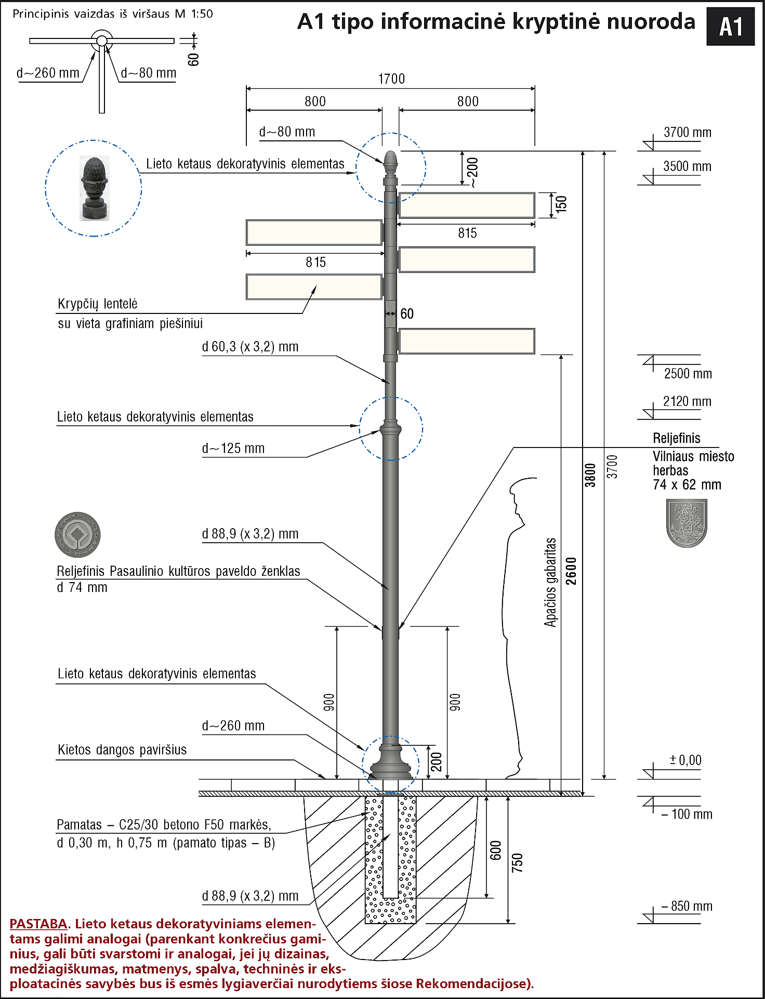 Principinis vaizdas iš viršaus M 1:50
A1 tipo informacinė kryptinė nuoroda
A1
60
d~260 mm
d~80 mm
1700
800
800
d~80 mm
3700 mm
Lieto ketaus dekoratyvinis elementas
~200
3500 mm
150
815
815
Krypčių lentelė
su vieta grafiniam piešiniui
60
d 60,3 (x 3,2) mm
2500 mm
2120 mm
Lieto ketaus dekoratyvinis elementas
d~125 mm
Reljefinis
Vilniaus miesto
herbas
74 x 62 mm
3800
3700
d 88,9 (x 3,2) mm
Apačios gabaritas
2600
Reljefinis Pasaulinio kultūros paveldo ženklas
d 74 mm
Lieto ketaus dekoratyvinis elementas
900
900
d~260 mm
Kietos dangos paviršius
200
± 0,00
– 100 mm
Pamatas – C25/30 betono F50 markės,
d 0,30 m, h 0,75 m (pamato tipas – B)
600
750
d 88,9 (x 3,2) mm
– 850 mm
PASTABA. Lieto ketaus dekoratyviniams elemen-
tams galimi analogai (parenkant konkrečius gami-
nius, gali būti svarstomi ir analogai, jei jų dizainas,
medžiagiškumas, matmenys, spalva, techninės ir eks-
ploatacinės savybės bus iš esmės lygiaverčiai nurodytiems šiose Rekomendacijose).